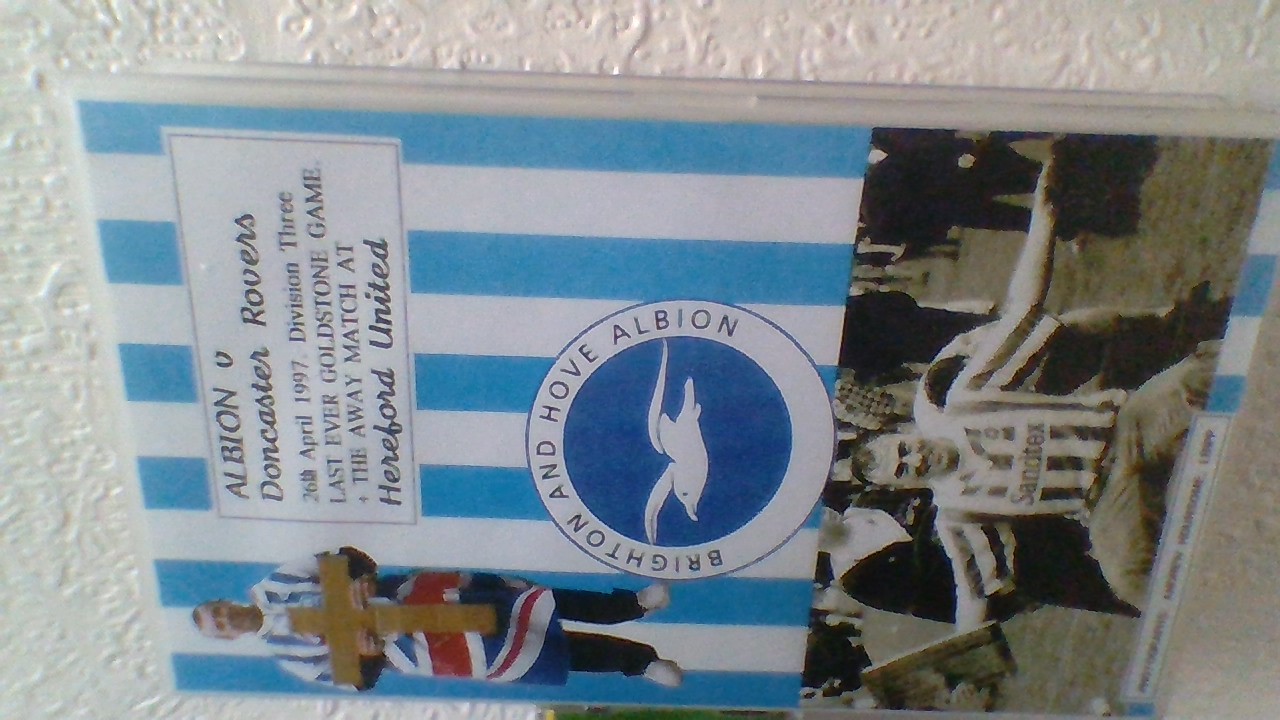 ALBION v
Doncaster Rovers
26th April 1997. Division Three
LAST EVER GOLDSTONE GAME.
+ THE AWAY MATCH AT
Hereford United
BRIGHTON AND HOVE ALBION
Sandtex